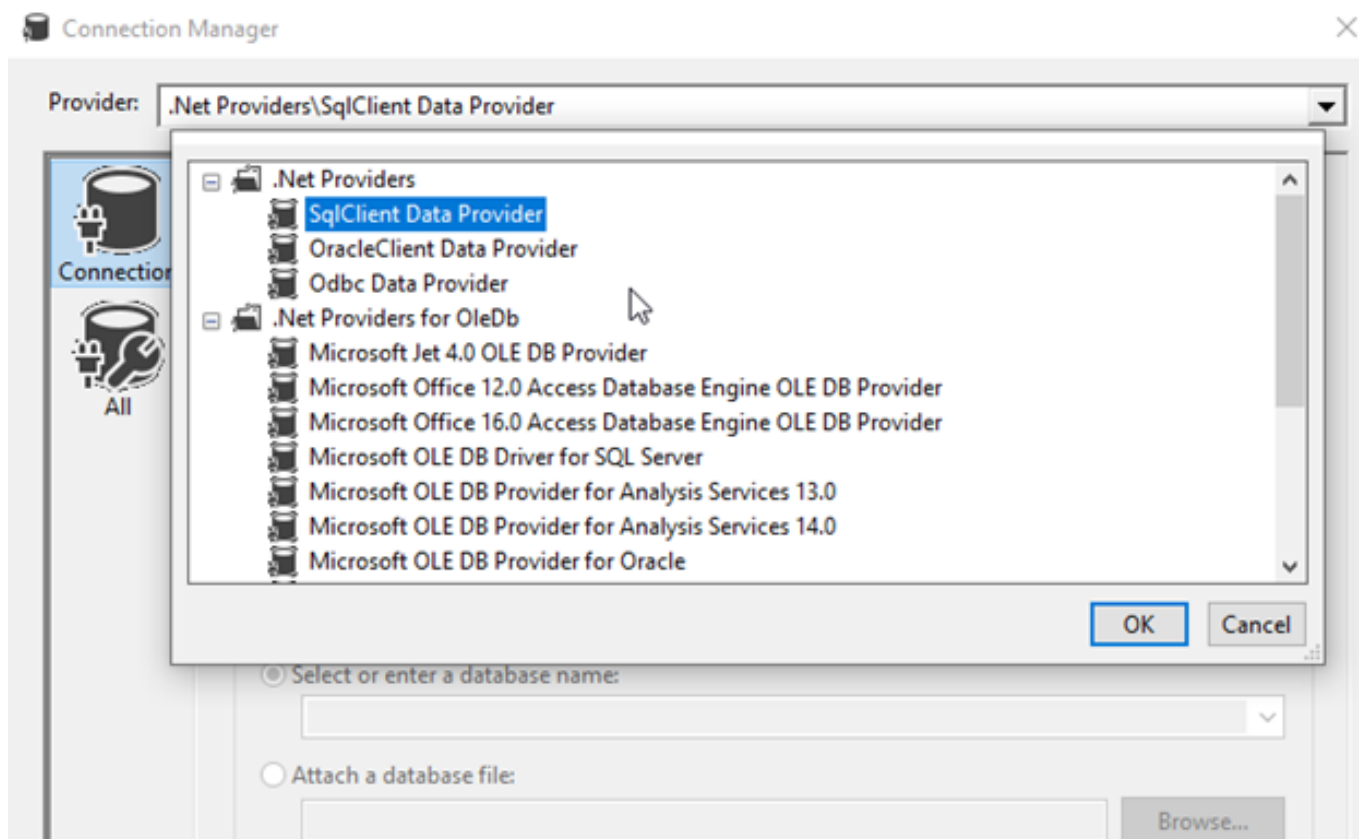 Connection Manager
Provider: .Net Providers\SqlClient Data Provider
.Net Providers
SqlClient Data Provider
OracleClient Data Provider
Odbc Data Provider
.Net Providers for OleDb
Microsoft Jet 4.0 OLE DB Provider
Microsoft Office 12.0 Access Database Engine OLE DB Provider
Microsoft Office 16.0 Access Database Engine OLE DB Provider
Microsoft OLE DB Driver for SQL Server
Microsoft OLE DB Provider for Analysis Services 13.0
Microsoft OLE DB Provider for Analysis Services 14.0
Microsoft OLE DB Provider for Oracle
Connection
All
OK Cancel
Select or enter a database name:
Attach a database file:
Browse...